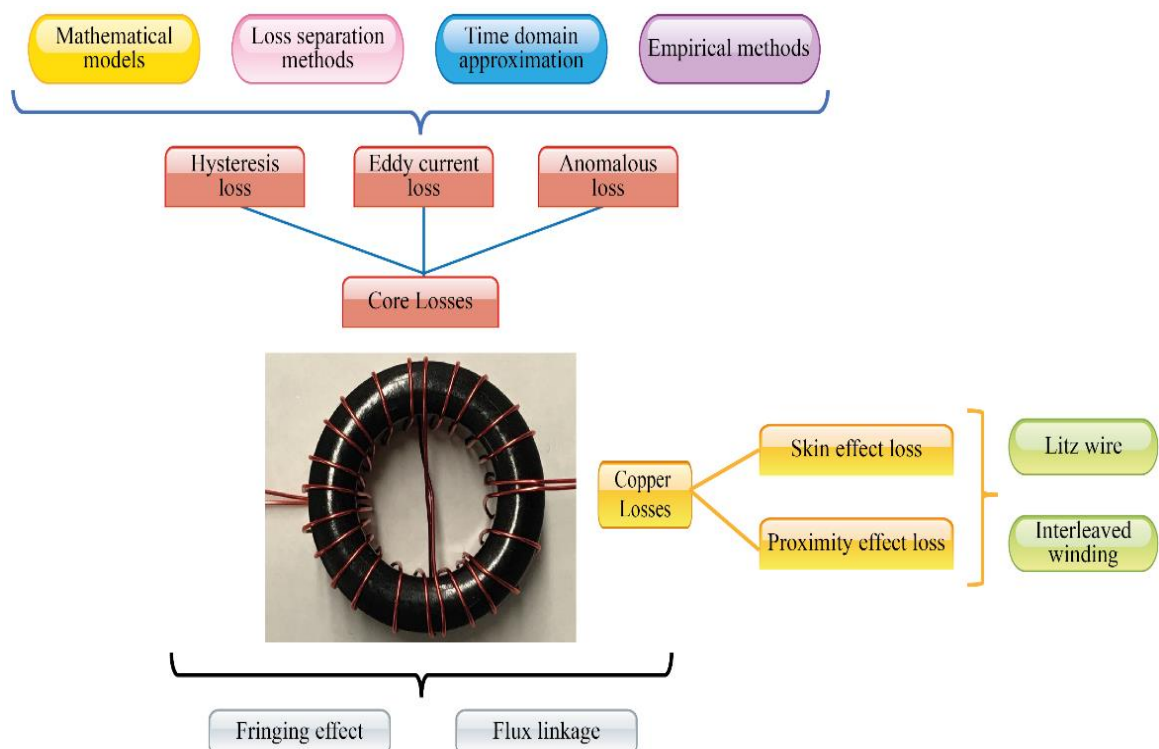 Mathematical
models
Loss separation
methods
Time domain
approximation
Empirical methods
Hysteresis
loss
Eddy current
loss
Anomalous
loss
Core Losses
Copper
Losses
Skin effect loss
Proximity effect loss
Litz wire
Interleaved
winding
Fringing effect
Flux linkage